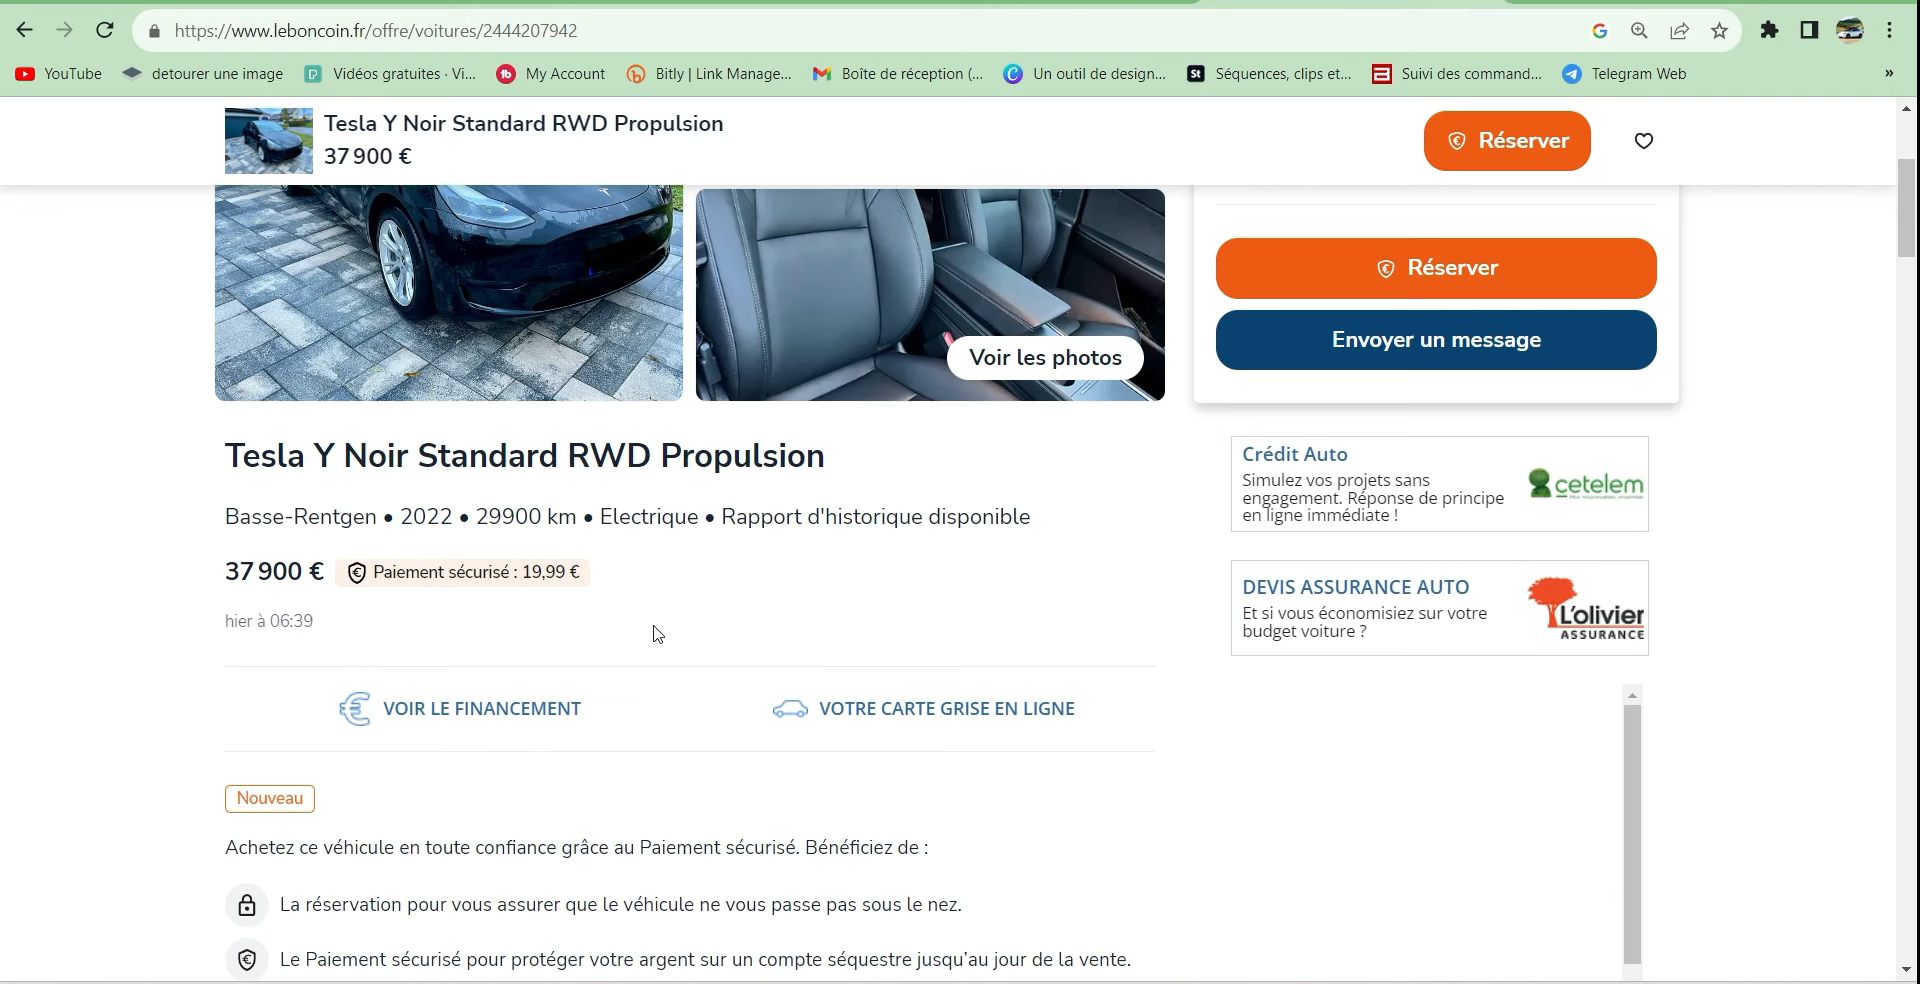 https://www.leboncoin.fr/offre/voitures/2444207942
YouTube
detourer une image
Vidéos gratuites · Vi...
My Account
Bitly | Link Manage...
Boîte de réception (...
Un outil de design...
Séquences, clips et...
Suivi des command...
Telegram Web
»
Tesla Y Noir Standard RWD Propulsion
37 900 €
Réserver
Réserver
Envoyer un message
Voir les photos
Tesla Y Noir Standard RWD Propulsion
Basse-Rentgen • 2022 • 29900 km • Electrique • Rapport d'historique disponible
37 900 €
Paiement sécurisé : 19,99 €
hier à 06:39
VOIR LE FINANCEMENT
VOTRE CARTE GRISE EN LIGNE
Nouveau
Achetez ce véhicule en toute confiance grâce au Paiement sécurisé. Bénéficiez de :
La réservation pour vous assurer que le véhicule ne vous passe pas sous le nez.
Le Paiement sécurisé pour protéger votre argent sur un compte séquestre jusqu'au jour de la vente.
Crédit Auto
Simulez vos projets sans
engagement. Réponse de principe
en ligne immédiate !
cetelem
DEVIS ASSURANCE AUTO
Et si vous économisiez sur votre
budget voiture ?
L'olivier
ASSURANCE